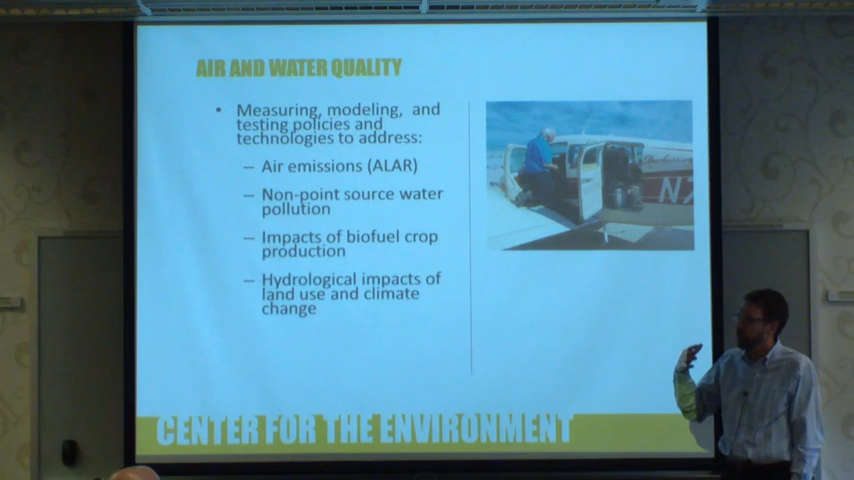 AIR AND WATER QUALITY
• Measuring, modeling, and
testing policies and
technologies to address:
– Air emissions (ALAR)
– Non-point source water
pollution
– Impacts of biofuel crop
production
– Hydrological impacts of
land use and climate
change
CENTER FOR THE ENVIRONMENT